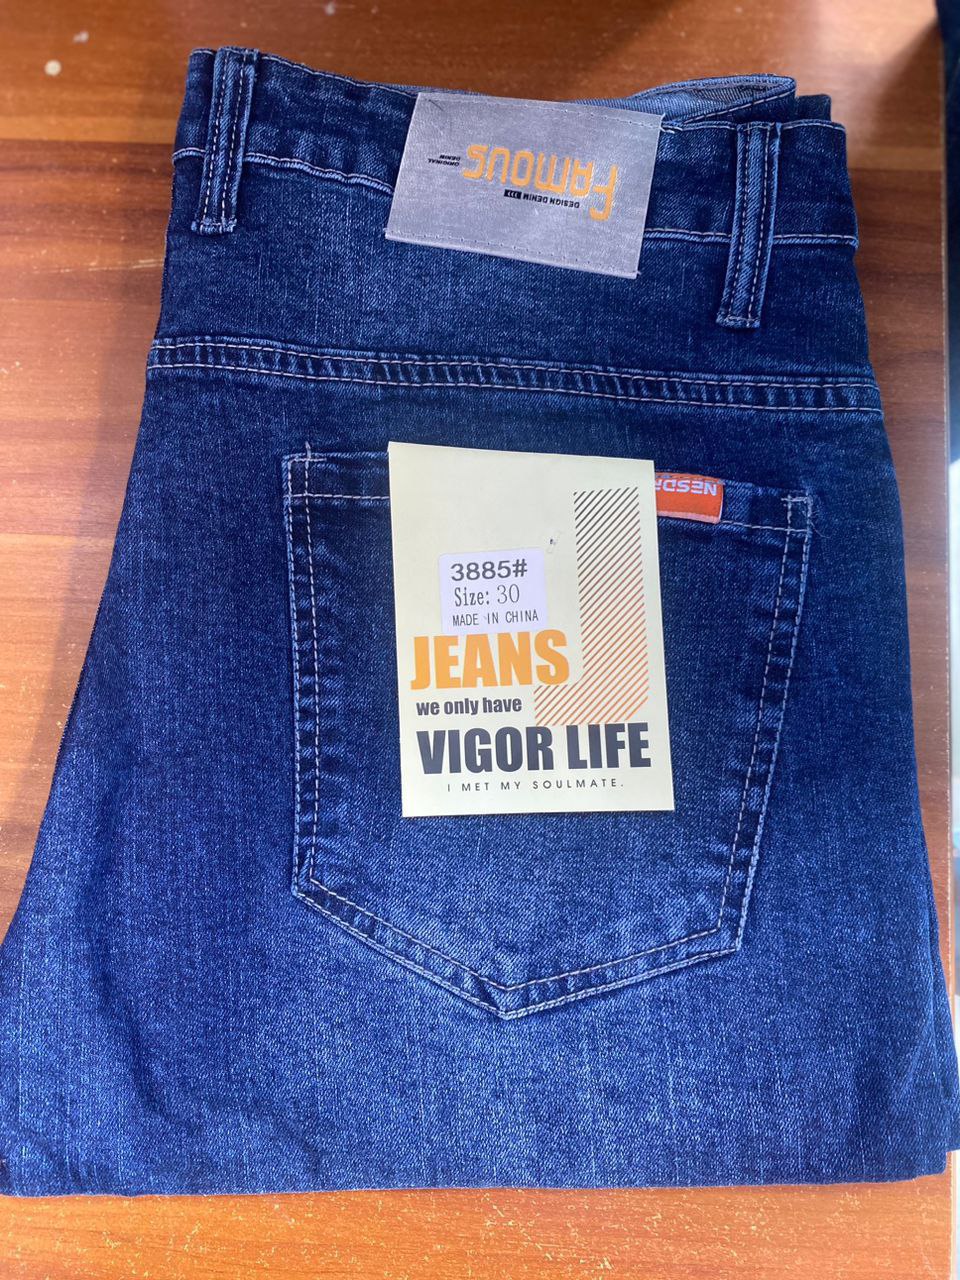 FAMOUS
ORIGINAL
DENIM
DESIGN DENIM >>>
3885#
Size: 30
MADE IN CHINA
JEANS
we only have
VIGOR LIFE
I MET MY SOULMATE.